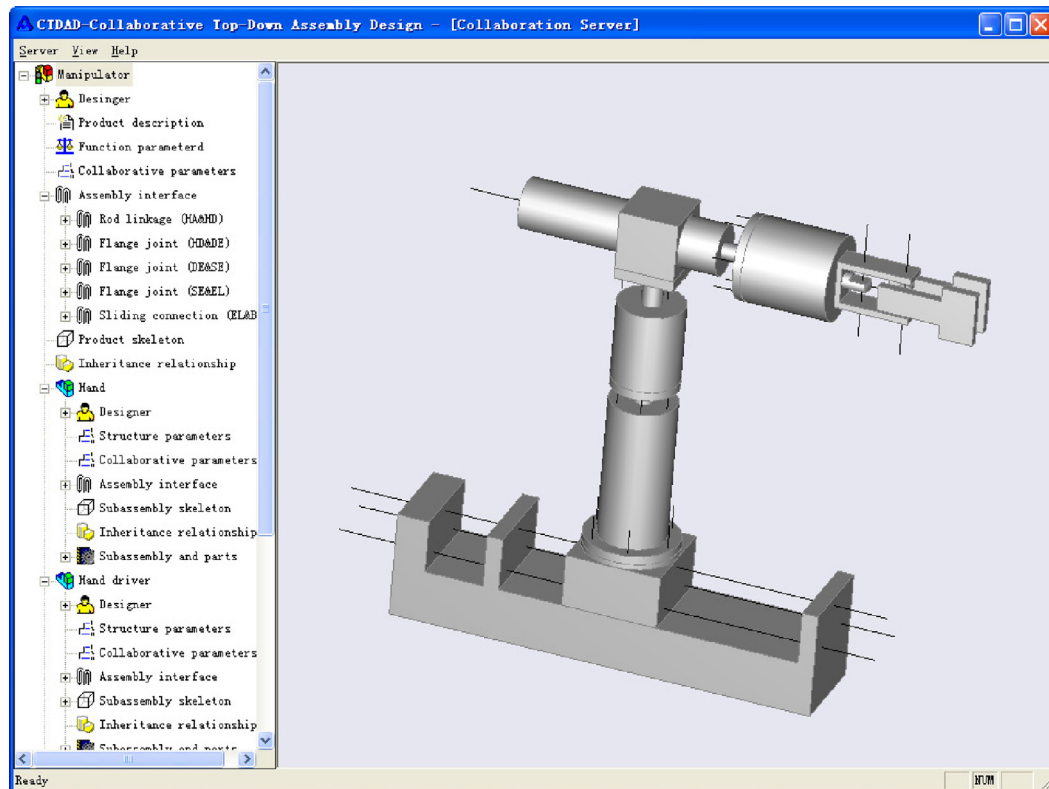 CTDAD-Collaborative Top-Down Assembly Design - [Collaboration Server]
Server View Help
Manipulator
Desinger
Product description
Function parameterd
Collaborative parameters
Assembly interface
Rod linkage (HA&HD)
Flange joint (HD&DE)
Flange joint (DE&SE)
Flange joint (SE&EL)
Sliding connection (EL&B
Product skeleton
Inheritance relationship
Hand
Designer
Structure parameters
Collaborative parameters
Assembly interface
Subassembly skeleton
Inheritance relationship
Subassembly and parts
Hand driver
Designer
Structure parameters
Collaborative parameters
Assembly interface
Subassembly skeleton
Inheritance relationship
Subassembly and parts
Ready NUM